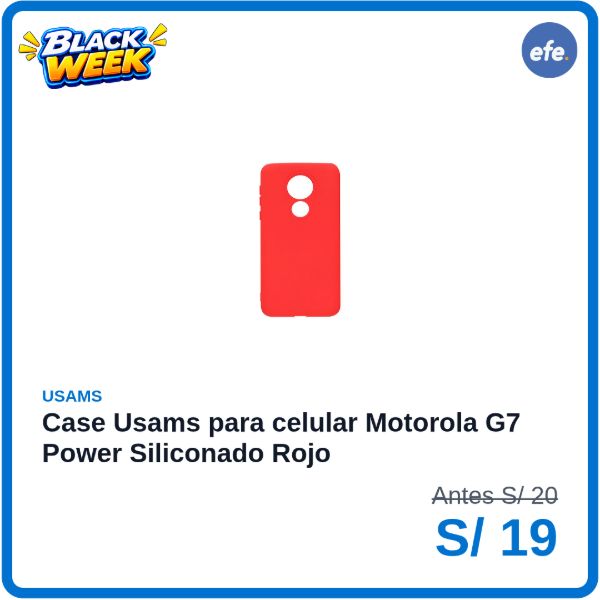 BLACK
WEEK
efe.
USAMS
Case Usams para celular Motorola G7
Power Siliconado Rojo
Antes S/ 20
S/ 19